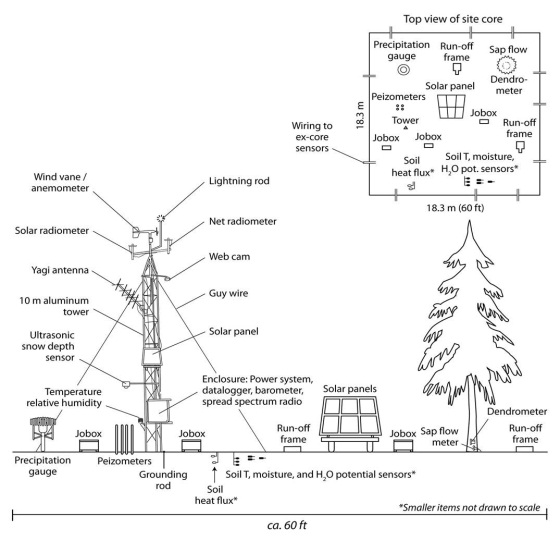 Top view of site core
Precipitation
gauge
Run-off
frame
Sap flow
Dendro-
meter
Solar panel
Peizometers
Tower
Jobox
Jobox
Jobox
Run-off
frame
18.3 m
Wiring to
ex-core
sensors
Soil
heat flux*
Soil T, moisture,
H₂O pot. sensors*
18.3 m (60 ft)
Wind vane /
anemometer
Lightning rod
Solar radiometer
Net radiometer
Web cam
Yagi antenna
Guy wire
10 m aluminum
tower
Solar panel
Ultrasonic
snow depth
sensor
Enclosure: Power system,
datalogger, barometer,
spread spectrum radio
Temperature
relative humidity
Solar panels
Dendrometer
Jobox
Jobox
Run-off
frame
Jobox
Sap flow
meter
Run-off
frame
Precipitation
gauge
Peizometers
Grounding
rod
Soil T, moisture, and H₂O potential sensors*
Soil
heat flux*
*Smaller items not drawn to scale
ca. 60 ft